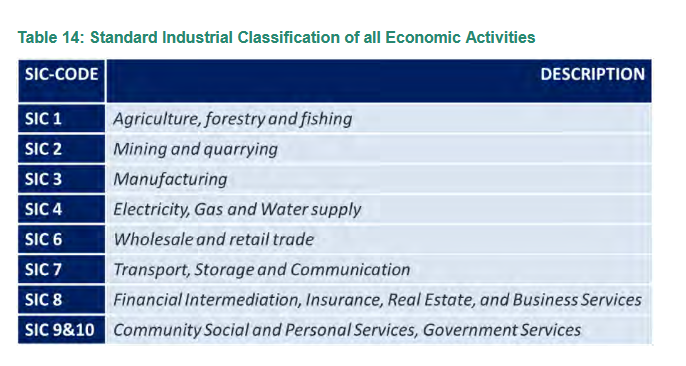 Table 14: Standard Industrial Classification of all Economic Activities
SIC-CODE DESCRIPTION
SIC 1 Agriculture, forestry and fishing
SIC 2 Mining and quarrying
SIC 3 Manufacturing
SIC 4 Electricity, Gas and Water supply
SIC 6 Wholesale and retail trade
SIC 7 Transport, Storage and Communication
SIC 8 Financial Intermediation, Insurance, Real Estate, and Business Services
SIC 9&10 Community Social and Personal Services, Government Services